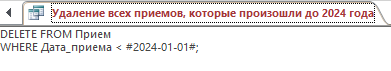 Удаление всех приемов, которые произошли до 2024 года
DELETE FROM Прием
WHERE Дата_приема < #2024-01-01#;